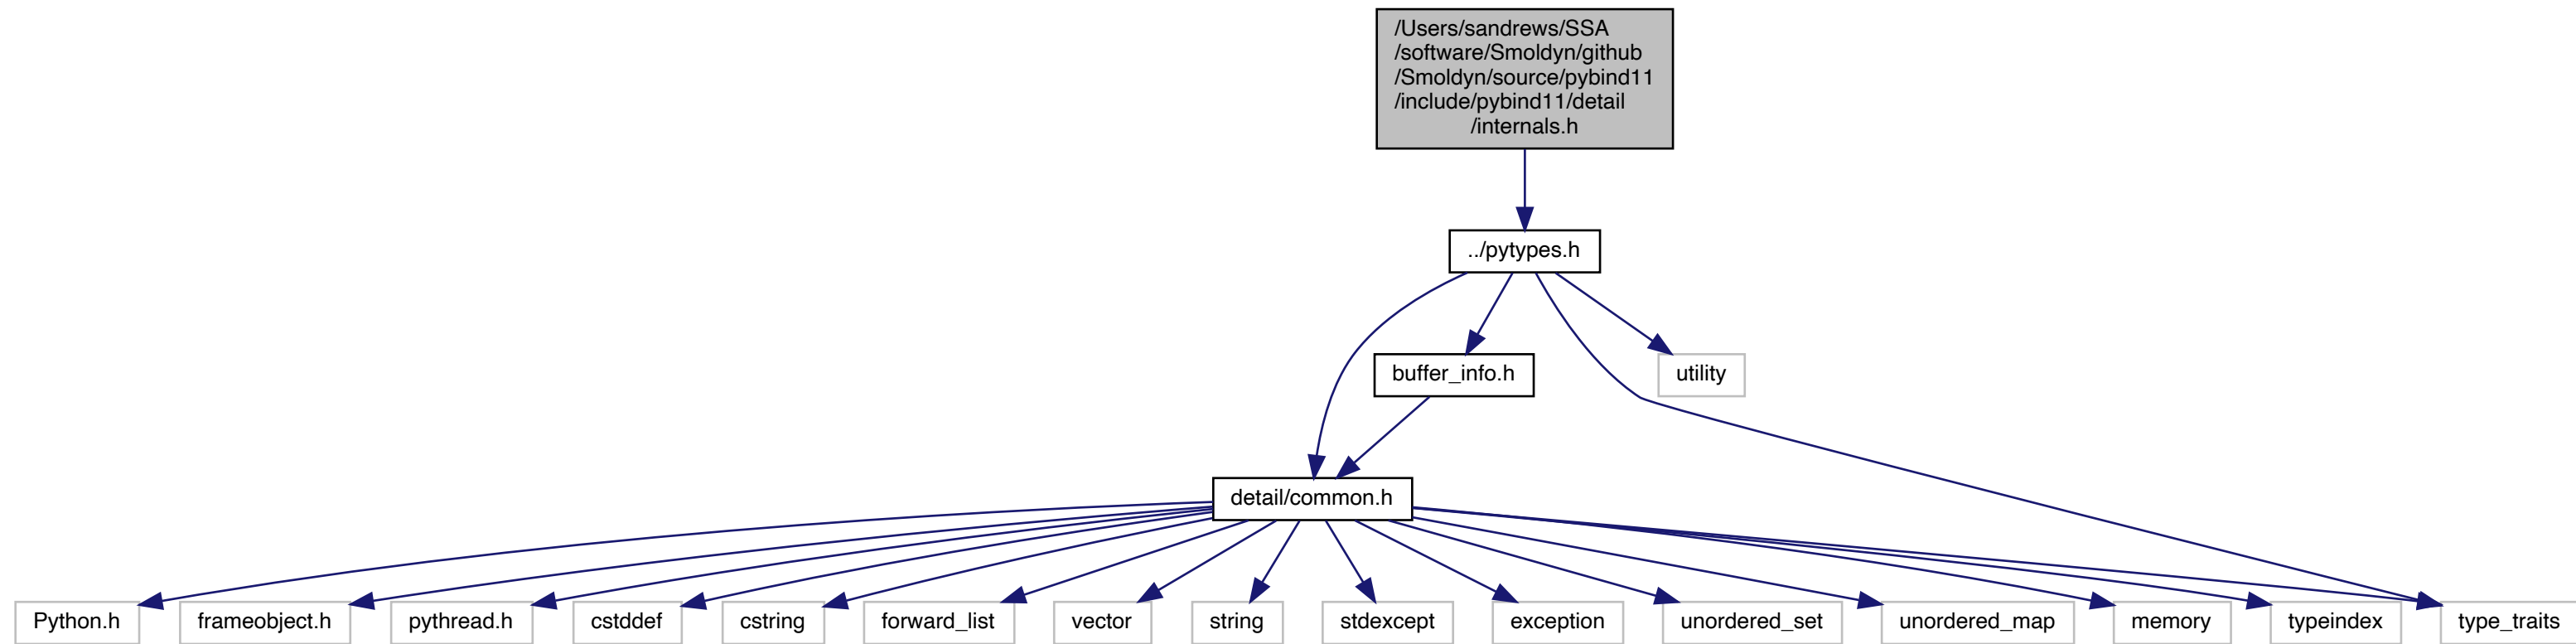 /Users/sandrews/SSA
/software/Smoldyn/github
/Smoldyn/source/pybind11
/include/pybind11/detail
/internals.h
../pytypes.h
buffer_info.h
utility
detail/common.h
Python.h
frameobject.h
pythread.h
cstddef
cstring
forward_list
vector
string
stdexcept
exception
unordered_set
unordered_map
memory
typeindex
type_traits